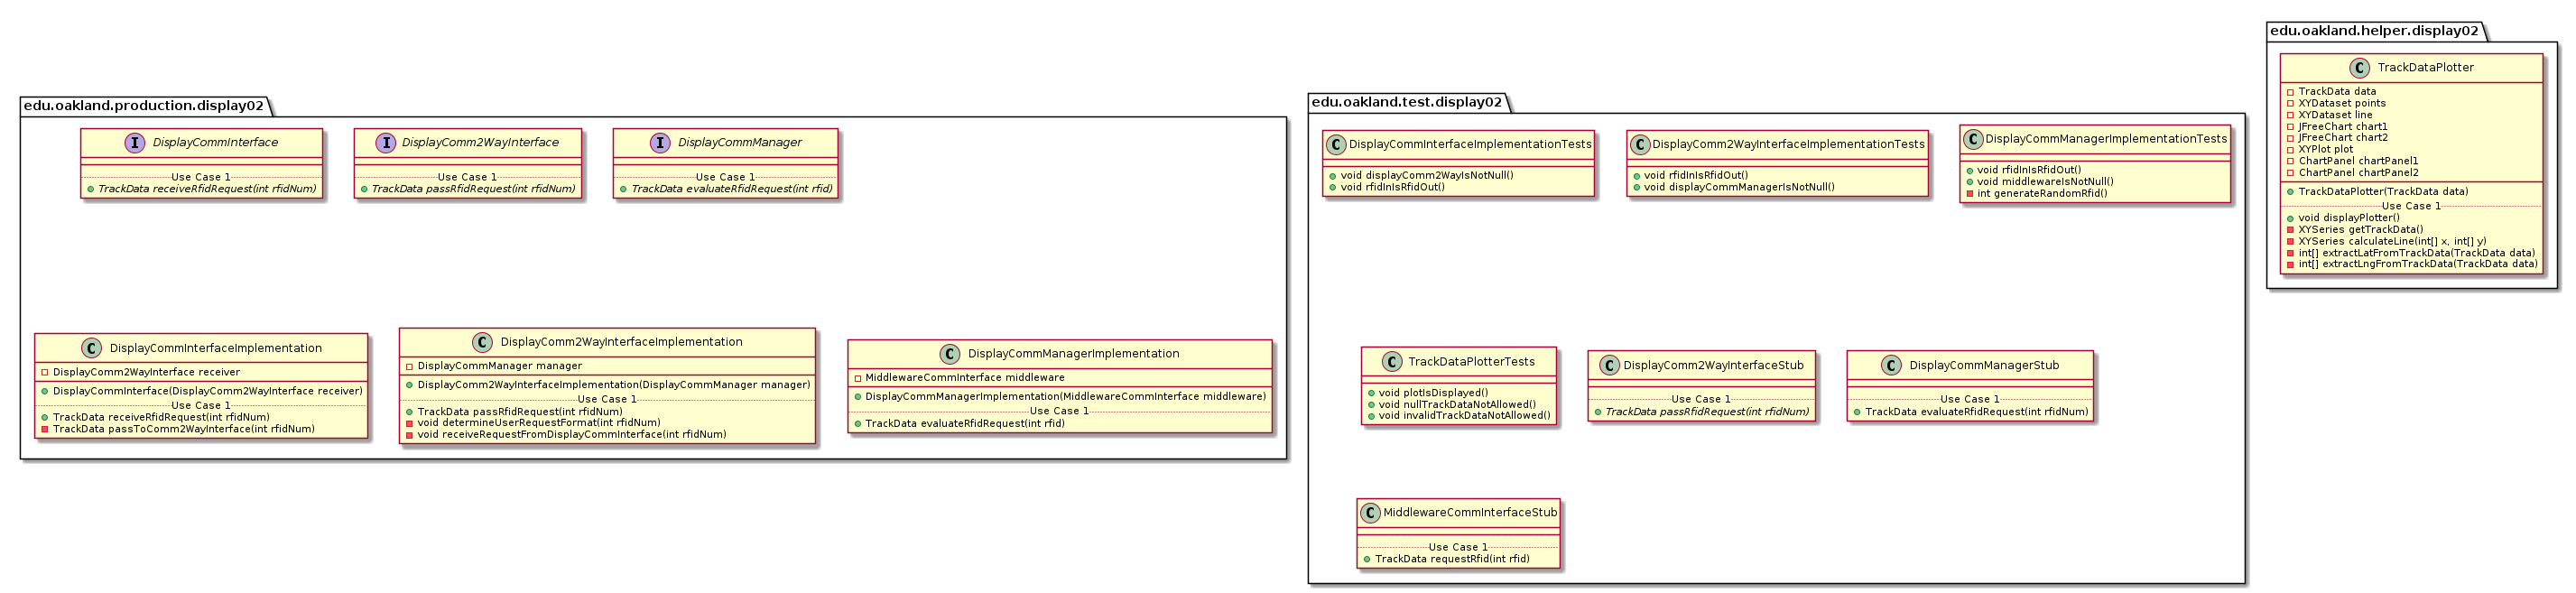 edu.oakland.production.display02
I DisplayCommInterface
Use Case 1
TrackData receiveRfidRequest(int rfidNum)
I DisplayComm2WayInterface
Use Case 1
TrackData passRfidRequest(int rfidNum)
I DisplayCommManager
Use Case 1
TrackData evaluateRfidRequest(int rfid)
C DisplayCommInterfaceImplementation
DisplayComm2WayInterface receiver
DisplayCommInterface(DisplayComm2WayInterface receiver)
Use Case 1
TrackData receiveRfidRequest(int rfidNum)
TrackData passToComm2WayInterface(int rfidNum)
C DisplayComm2WayInterfaceImplementation
DisplayCommManager manager
DisplayComm2WayInterfaceImplementation(DisplayCommManager manager)
Use Case 1
TrackData passRfidRequest(int rfidNum)
void determineUserRequestFormat(int rfidNum)
void receiveRequestFromDisplayCommInterface(int rfidNum)
C DisplayCommManagerImplementation
MiddlewareCommInterface middleware
DisplayCommManagerImplementation(MiddlewareCommInterface middleware)
Use Case 1
TrackData evaluateRfidRequest(int rfid)
edu.oakland.test.display02
C DisplayCommInterfaceImplementationTests
void displayComm2WayIsNotNull()
void rfidInIsRfidOut()
C DisplayComm2WayInterfaceImplementationTests
void rfidInIsRfidOut()
void displayCommManagerIsNotNull()
C DisplayCommManagerImplementationTests
void rfidInIsRfidOut()
void middlewareIsNotNull()
int generateRandomRfid()
C TrackDataPlotterTests
void plotIsDisplayed()
void nullTrackDataNotAllowed()
void invalidTrackDataNotAllowed()
C DisplayComm2WayInterfaceStub
Use Case 1
TrackData passRfidRequest(int rfidNum)
C DisplayCommManagerStub
Use Case 1
TrackData evaluateRfidRequest(int rfidNum)
C MiddlewareCommInterfaceStub
Use Case 1
TrackData requestRfid(int rfid)
edu.oakland.helper.display02
C TrackDataPlotter
TrackData data
XYDataset points
XYDataset line
JFreeChart chart1
JFreeChart chart2
XYPlot plot
ChartPanel chartPanel1
ChartPanel chartPanel2
TrackDataPlotter(TrackData data)
Use Case 1
void displayPlotter()
XYSeries getTrackData()
XYSeries calculateLine(int[] x, int[] y)
int[] extractLatFromTrackData(TrackData data)
int[] extractLngFromTrackData(TrackData data)